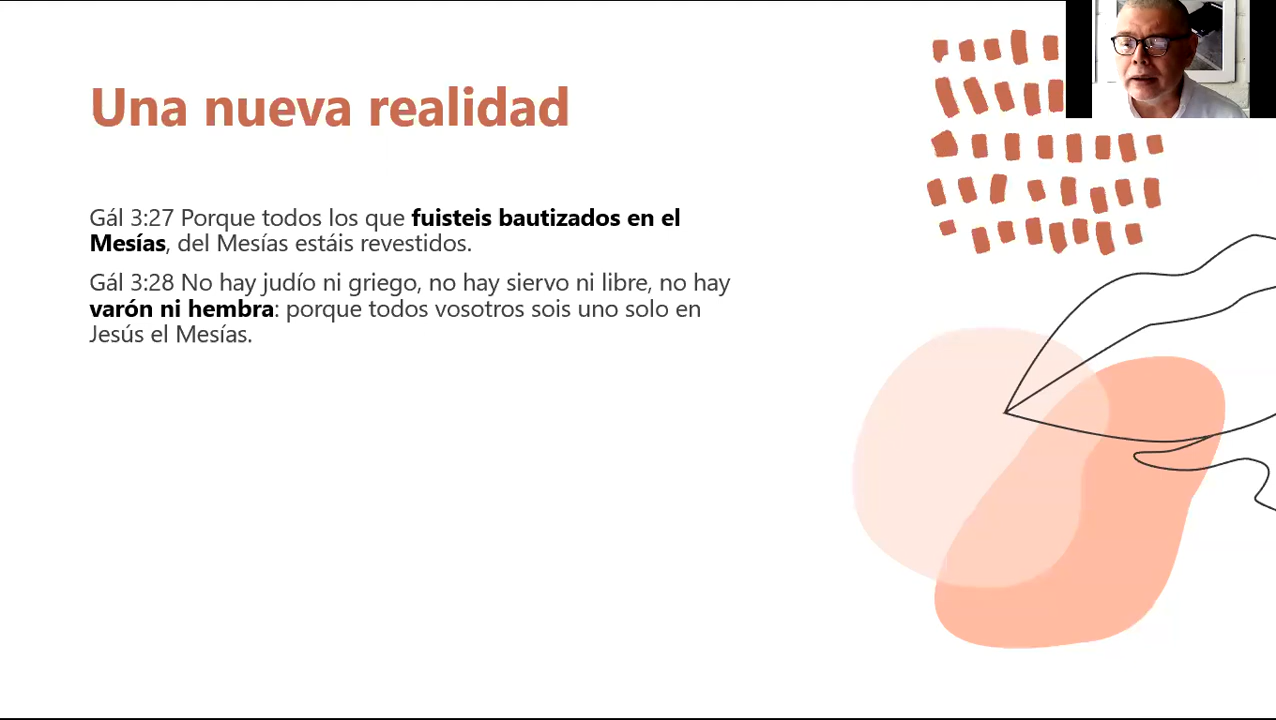 Una nueva realidad
Gál 3:27 Porque todos los que fuisteis bautizados en el
Mesías, del Mesías estáis revestidos.
Gál 3:28 No hay judío ni griego, no hay siervo ni libre, no hay
varón ni hembra: porque todos vosotros sois uno solo en
Jesús el Mesías.